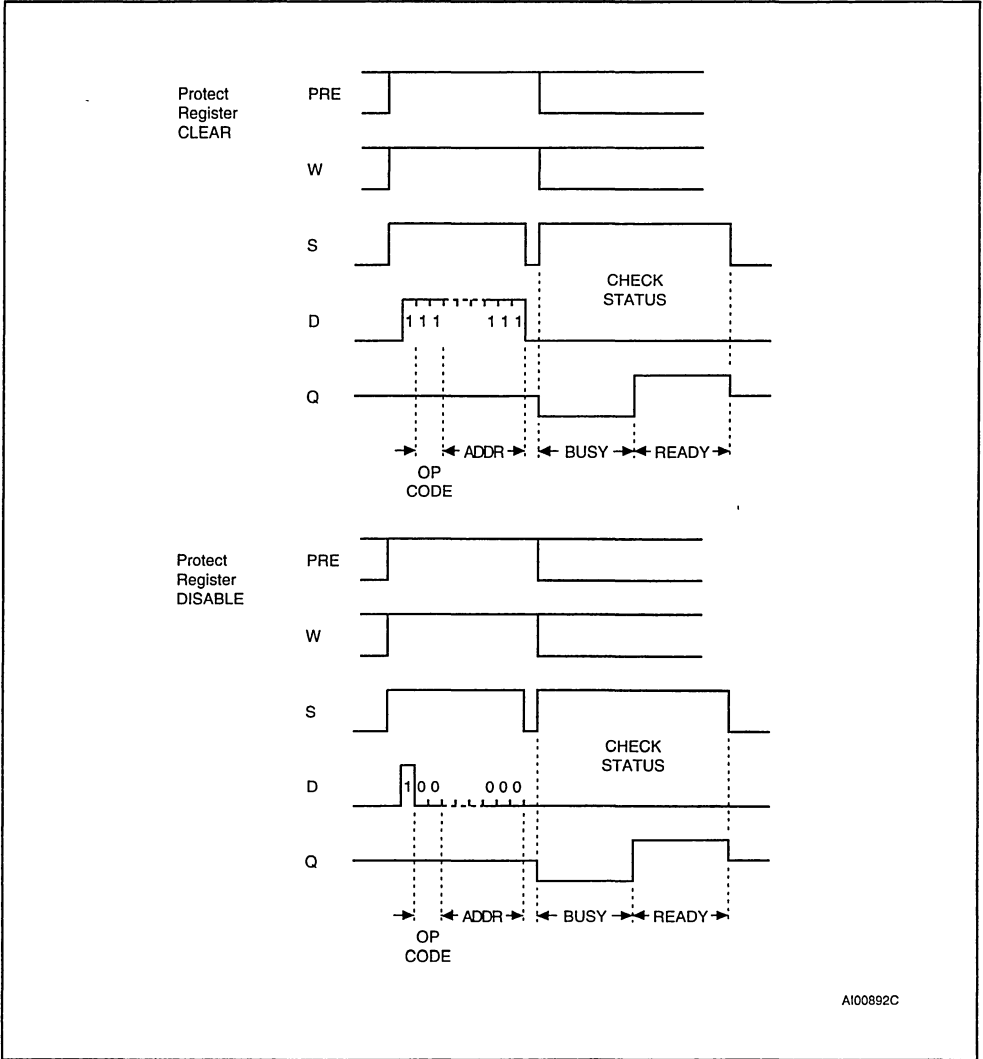 Protect
Register
CLEAR
PRE
W
S
CHECK
STATUS
D
1 1 1 1 1 1
Q
ADDR BUSY READY
OP
CODE
Protect
Register
DISABLE
PRE
W
S
CHECK
STATUS
D
1 0 0 0 0 0
Q
ADDR BUSY READY
OP
CODE
AI00892C